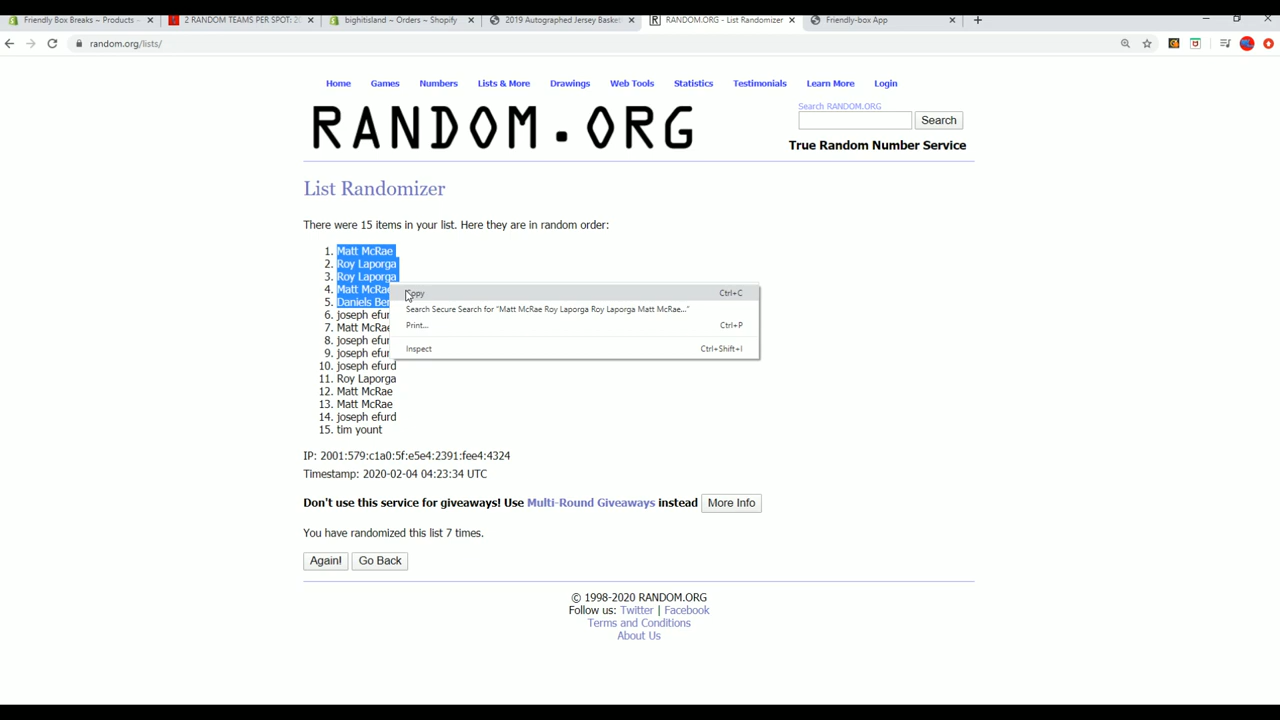 Friendly Box Breaks ~ Products
2 RANDOM TEAMS PER SPOT: 20
bighitisland ~ Orders ~ Shopify
2019 Autographed Jersey Basket
RANDOM.ORG - List Randomizer
Friendly-box App
random.org/lists/
Home Games Numbers Lists & More Drawings Web Tools Statistics Testimonials Learn More Login
RANDOM.ORG
Search RANDOM.ORG
Search
True Random Number Service
List Randomizer
There were 15 items in your list. Here they are in random order:
1. Matt McRae
2. Roy Laporga
3. Roy Laporga
4. Matt McRae
5. Daniels Ber
6. joseph efur
7. Matt McRae
8. joseph efur
9. joseph efur
10. joseph efurd
11. Roy Laporga
12. Matt McRae
13. Matt McRae
14. joseph efurd
15. tim yount
Copy Ctrl+C
Search Secure Search for "Matt McRae Roy Laporga Roy Laporga Matt McRae..."
Print... Ctrl+P
Inspect Ctrl+Shift+I
IP: 2001:579:c1a0:5f:e5e4:2391:fee4:4324
Timestamp: 2020-02-04 04:23:34 UTC
Don't use this service for giveaways! Use Multi-Round Giveaways instead More Info
You have randomized this list 7 times.
Again! Go Back
© 1998-2020 RANDOM.ORG
Follow us: Twitter | Facebook
Terms and Conditions
About Us